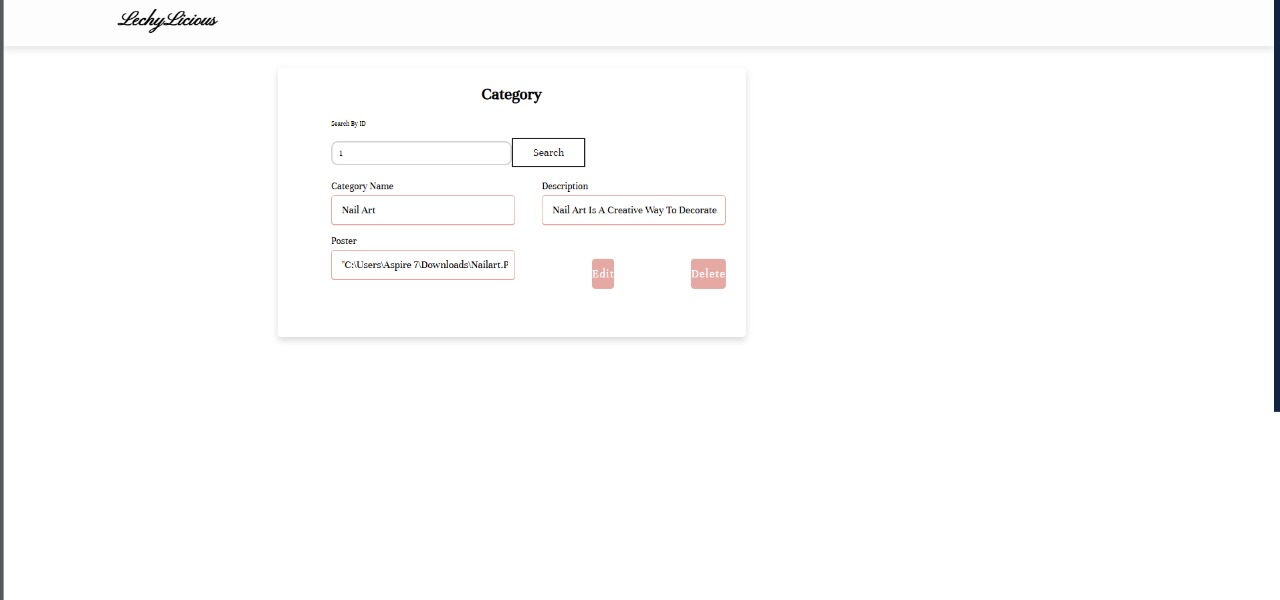 LechyLicious
Category
Search By ID
1
Search
Category Name
Description
Nail Art
Nail Art Is A Creative Way To Decorate
Poster
"C:\Users\Aspire 7\Downloads\Nailart.P
Edit
Delete